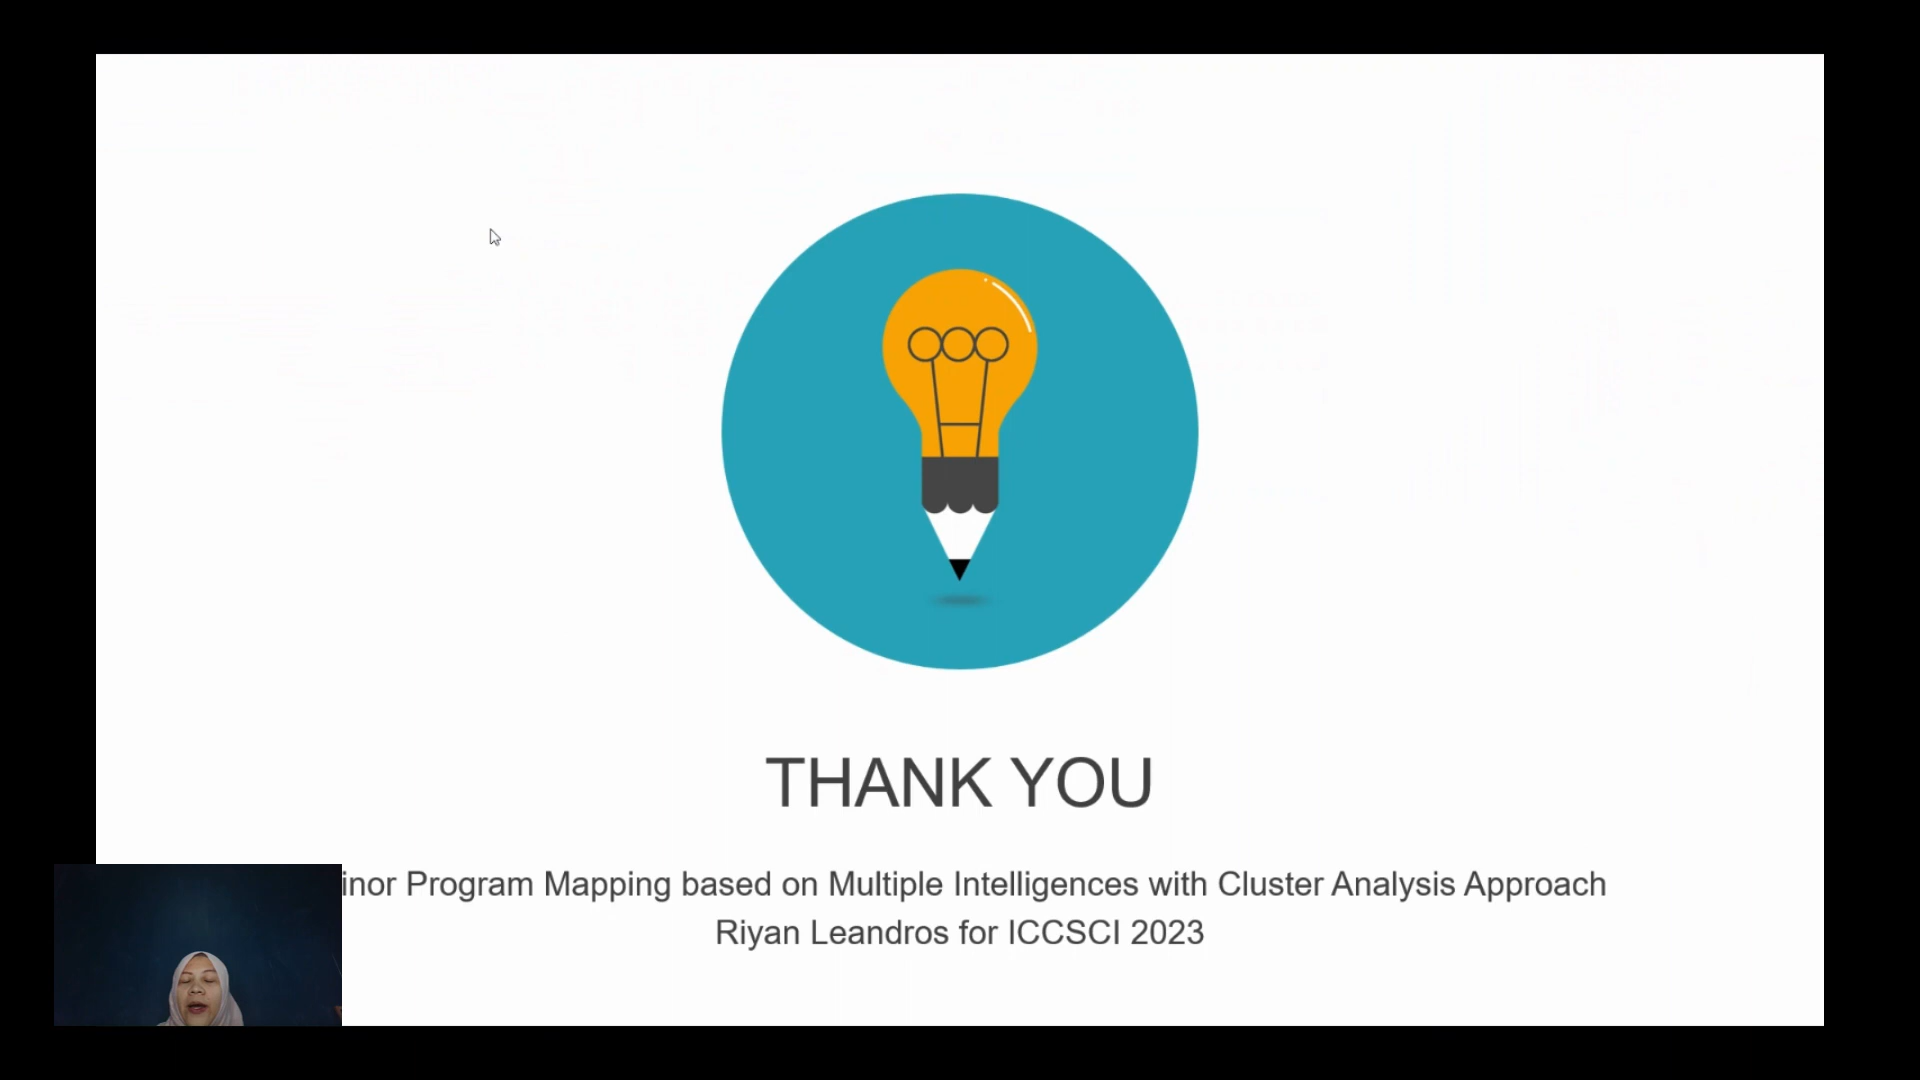 THANK YOU
inor Program Mapping based on Multiple Intelligences with Cluster Analysis Approach
Riyan Leandros for ICCSCI 2023